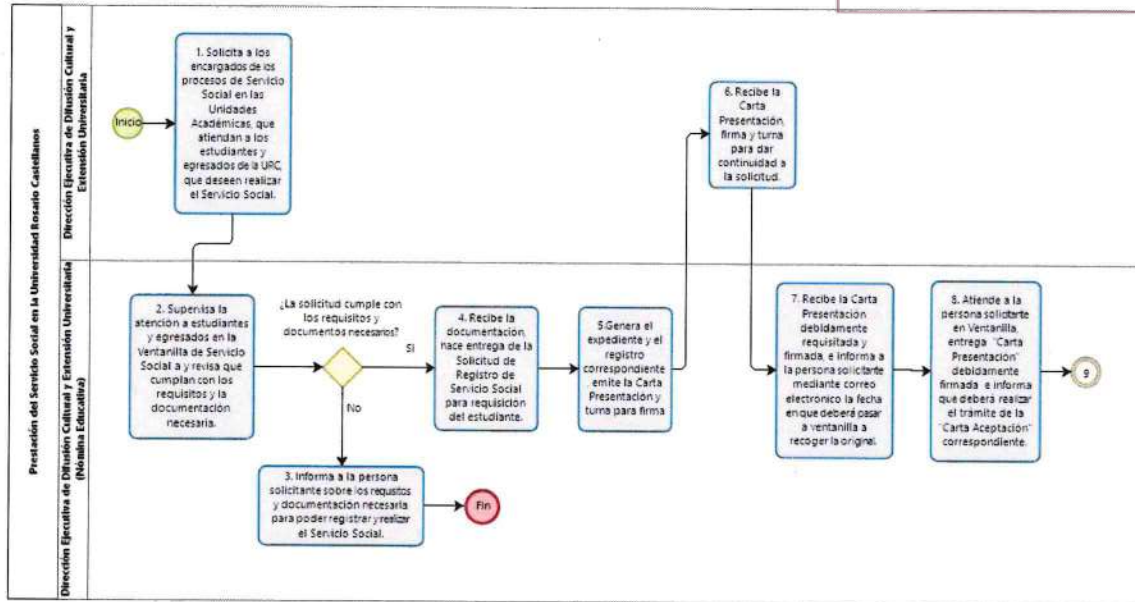 Prestación del Servicio Social en la Universidad Rosario Castellanos
Dirección Ejecutiva de Difusión Cultural y
Extensión Universitaria
Inicio
1. Solicita a los
encargados de los
procesos de Servicio
Social en las
Unidades
Académicas, que
atiendan a los
estudiantes y
egresados de la URC,
que deseen realizar
el Servicio Social.
6. Recibe la
Carta
Presentación,
firma y turna
para dar
continuidad a
la solicitud.
Dirección Ejecutiva de Difusión Cultural y Extensión Universitaria
(Nómina Educativa)
2. Supervisa la
atención a estudiantes
y egresados en la
Ventanilla de Servicio
Social a y revisa que
cumplan con los
requisitos y la
documentación
necesaria.
¿La solicitud cumple con
los requisitos y
documentos necesarios?
Si
No
3. Informa a la persona
solicitante sobre los requsitos
y documentación necesaria
para poder registrar y realizar
el Servicio Social.
Fin
4. Recibe la
documentación,
hace entrega de la
Solicitud de
Registro de
Servicio Social
para requisición
del estudiante.
5.Genera el
expediente y el
registro
correspondiente,
emite la Carta
Presentación y
turna para firma
7. Recibe la Carta
Presentación
debidamente
requisitada y
firmada, e informa a
la persona solicitante
mediante correo
electrónico la fecha
en que deberá pasar
a ventanilla a
recoger la original.
8. Atiende a la
persona solicitante
en Ventanilla,
entrega "Carta
Presentación"
debidamente
firmada e informa
que deberá realizar
el trámite de la
"Carta Aceptación"
correspondiente.
9